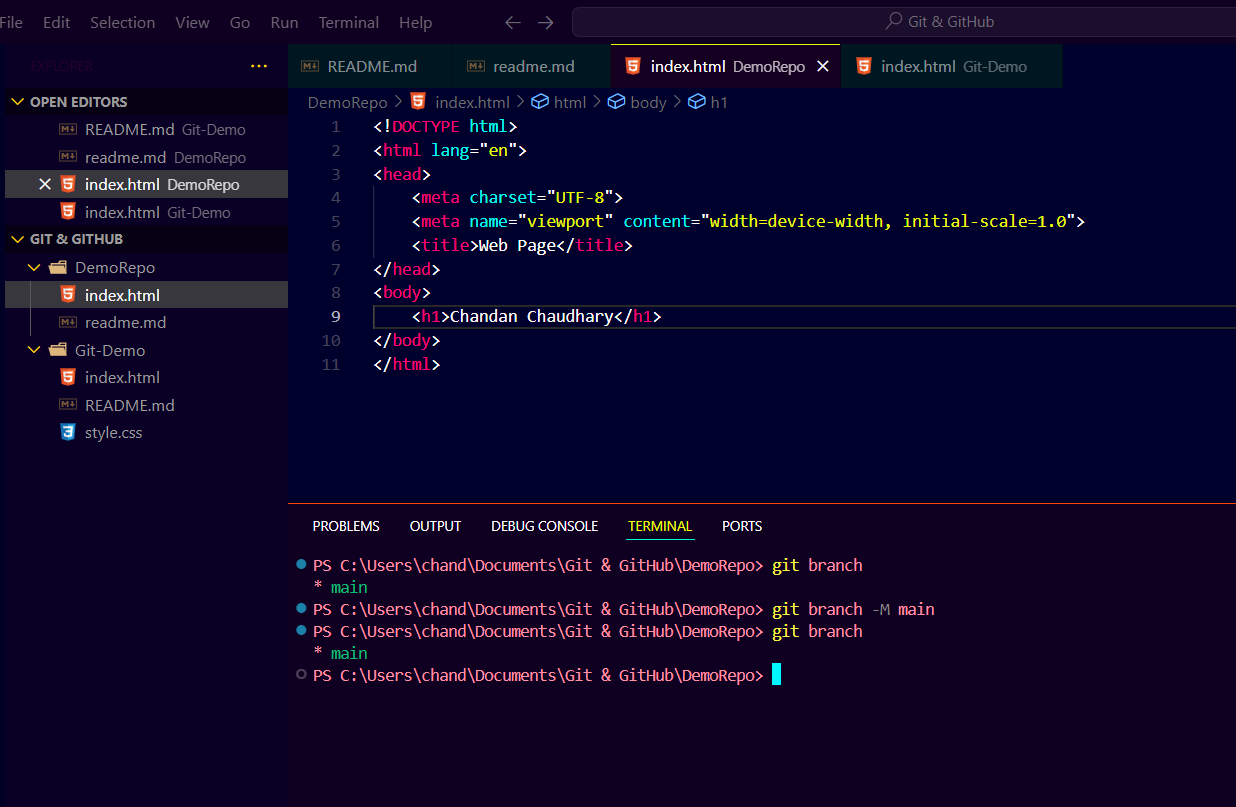 File Edit Selection View Go Run Terminal Help
Git & GitHub
EXPLORER
OPEN EDITORS
README.md Git-Demo
readme.md DemoRepo
index.html DemoRepo
index.html Git-Demo
GIT & GITHUB
DemoRepo
index.html
readme.md
Git-Demo
index.html
README.md
style.css
README.md readme.md index.html DemoRepo index.html Git-Demo
DemoRepo > index.html > html > body > h1
1 <!DOCTYPE html>
2 <html lang="en">
3 <head>
4 <meta charset="UTF-8">
5 <meta name="viewport" content="width=device-width, initial-scale=1.0">
6 <title>Web Page</title>
7 </head>
8 <body>
9 <h1>Chandan Chaudhary</h1>
10 </body>
11 </html>
PROBLEMS OUTPUT DEBUG CONSOLE TERMINAL PORTS
PS C:\Users\chand\Documents\Git & GitHub\DemoRepo> git branch
* main
PS C:\Users\chand\Documents\Git & GitHub\DemoRepo> git branch -M main
PS C:\Users\chand\Documents\Git & GitHub\DemoRepo> git branch
* main
PS C:\Users\chand\Documents\Git & GitHub\DemoRepo>